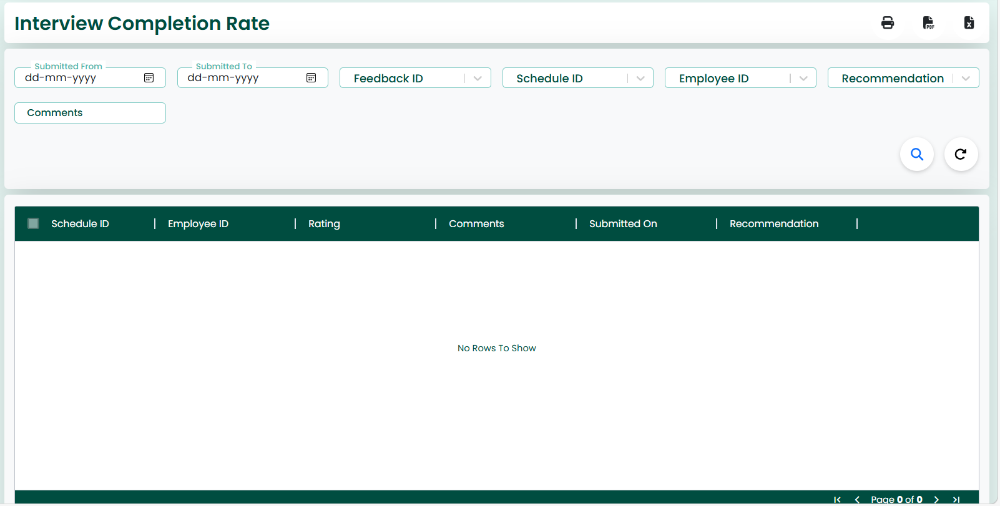 Interview Completion Rate
PDF
X
Submitted From
dd-mm-yyyy
Submitted To
dd-mm-yyyy
Feedback ID
Schedule ID
Employee ID
Recommendation
Comments
Schedule ID
Employee ID
Rating
Comments
Submitted On
Recommendation
No Rows To Show
Page 0 of 0